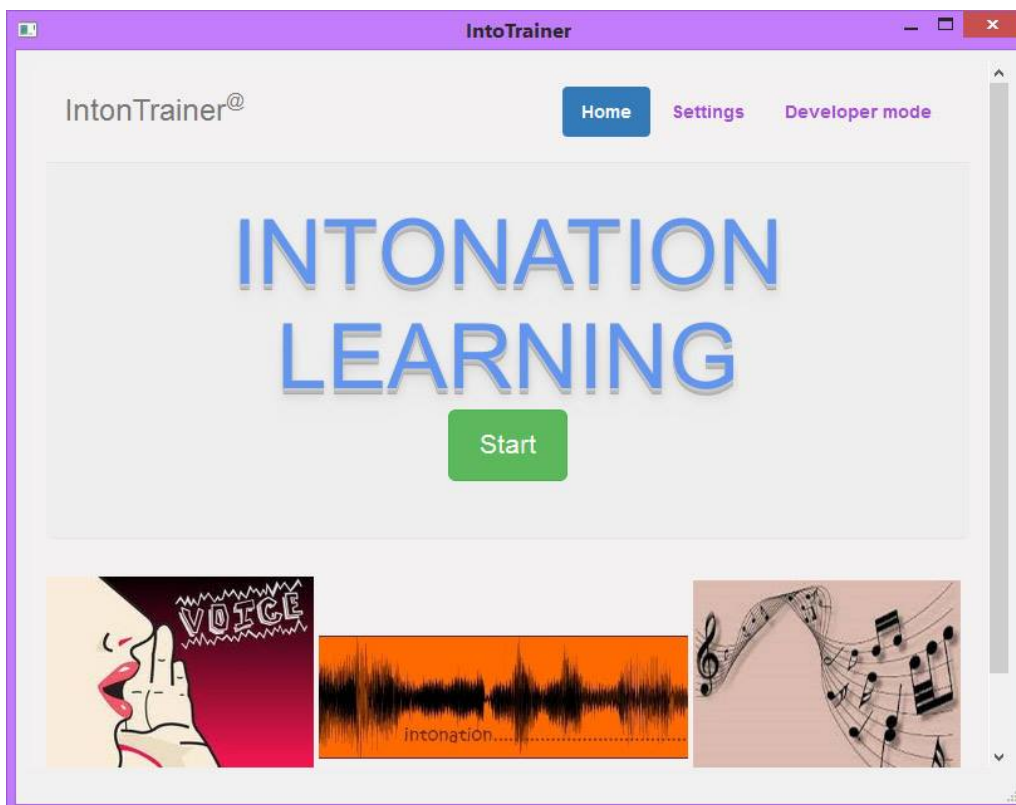 IntoTrainer
IntonTrainer@
Home Settings Developer mode
INTONATION
LEARNING
Start
VOICE
intonation..........................................